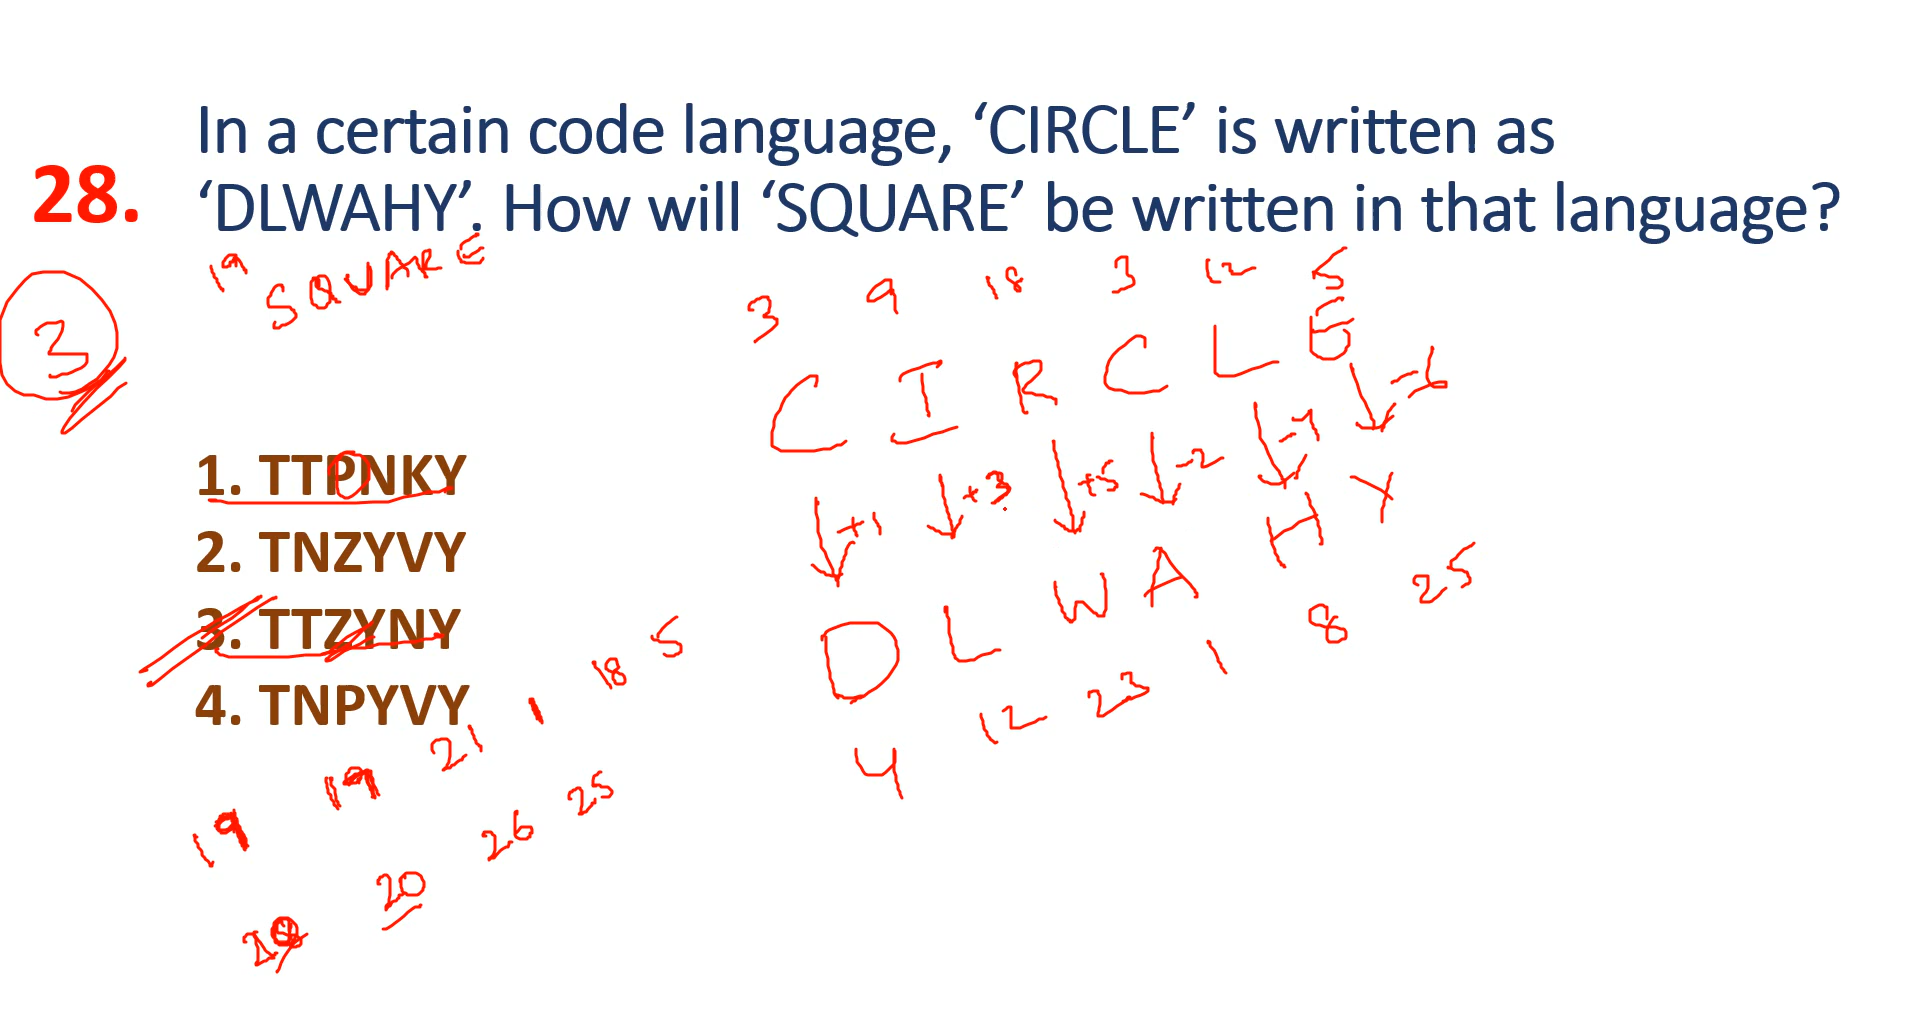 In a certain code language, ‘CIRCLE’ is written as
28. ‘DLWAHY’. How will ‘SQUARE’ be written in that language?
19 SQUARE
3 9 18 3 12 5
3
C I R C L E
1. TTPNKY
+1 +3 +5 -2 -6
2. TNZYVY
D L W A H Y
3. TTZYNY
4 12 23 1 8 25
4. TNPYVY
19 19 21 1 18 5
20 26 25